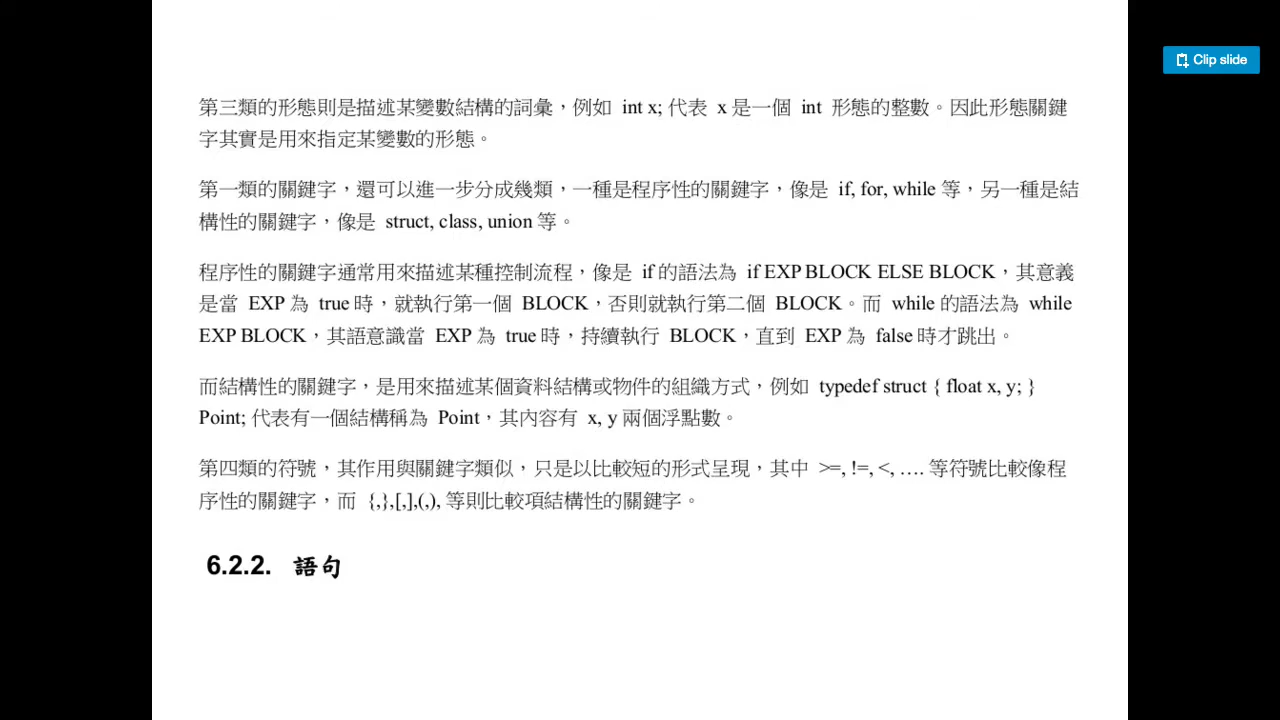 Clip slide
第三類的形態則是描述某變數結構的詞彙，例如 int x; 代表 x 是一個 int 形態的整數。因此形態關鍵
字其實是用來指定某變數的形態。
第一類的關鍵字，還可以進一步分成幾類，一種是程序性的關鍵字，像是 if, for, while 等，另一種是結
構性的關鍵字，像是 struct, class, union 等。
程序性的關鍵字通常用來描述某種控制流程，像是 if 的語法為 if EXP BLOCK ELSE BLOCK，其意義
是當 EXP 為 true 時，就執行第一個 BLOCK，否則就執行第二個 BLOCK。而 while 的語法為 while
EXP BLOCK，其語意識當 EXP 為 true 時，持續執行 BLOCK，直到 EXP 為 false 時才跳出。
而結構性的關鍵字，是用來描述某個資料結構或物件的組織方式，例如 typedef struct { float x, y; }
Point; 代表有一個結構稱為 Point，其內容有 x, y 兩個浮點數。
第四類的符號，其作用與關鍵字類似，只是以比較短的形式呈現，其中 >=, !=, <, …. 等符號比較像程
序性的關鍵字，而 {,},[,],(,), 等則比較項結構性的關鍵字。
6.2.2. 語句